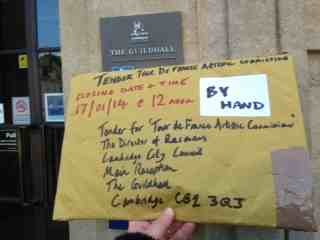 THE GUILDHALL
TENDER TOUR DE FRANCE ARTISTIC COMMISSION
CLOSING DATE & TIME
17/01/14 @ 12 noon
BY HAND
Tender for 'Tour de France Artistic Commission'
The Director of Resources
Cambridge City Council
Main Reception
The Guildhall
Cambridge CB2 3QJ
Pull